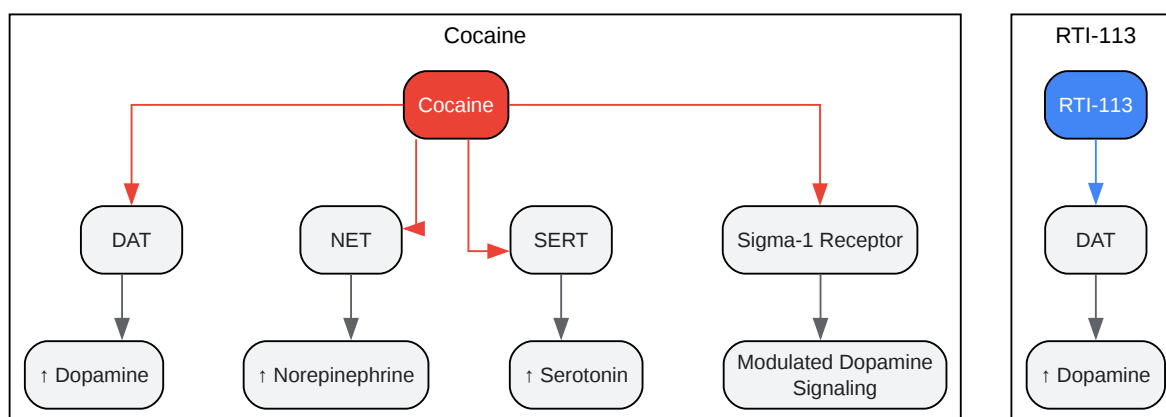 Cocaine
RTI-113
Cocaine
RTI-113
DAT
NET
SERT
Sigma-1 Receptor
DAT
↑ Dopamine
↑ Norepinephrine
↑ Serotonin
Modulated Dopamine
Signaling
↑ Dopamine